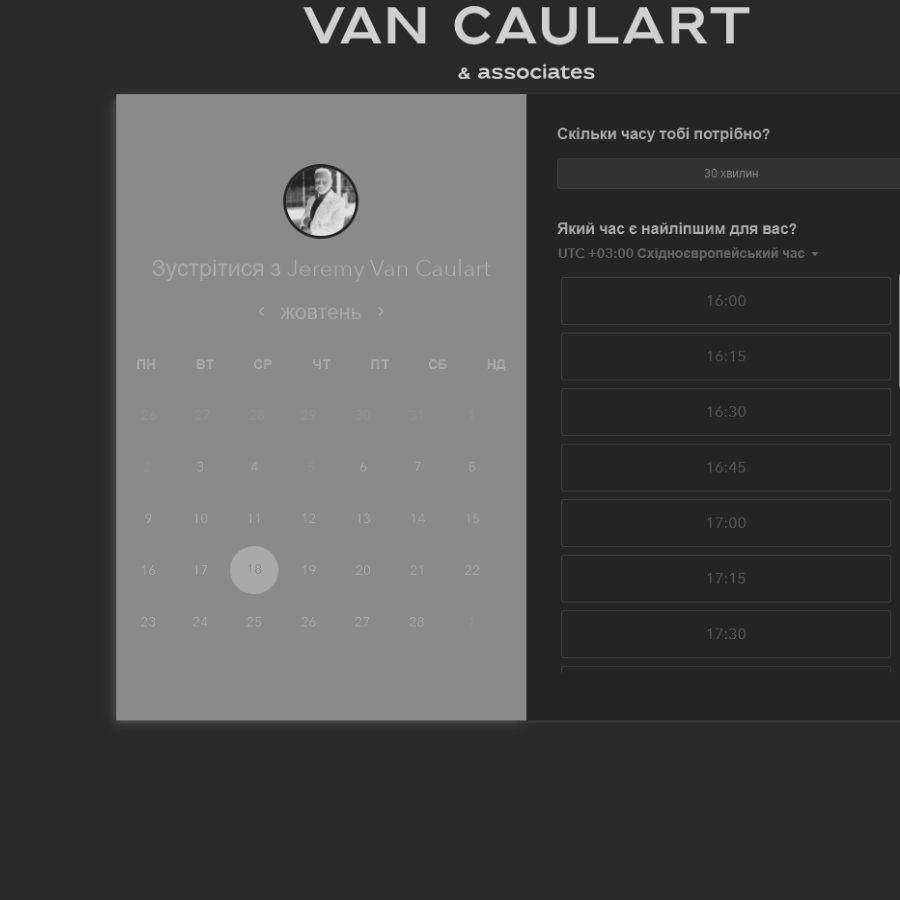 VAN CAULART
& associates
Зустрітися з Jeremy Van Caulart
жовтень
ПН ВТ СР ЧТ ПТ СБ НД
26 27 28 29 30 31 1
2 3 4 5 6 7 8
9 10 11 12 13 14 15
16 17 18 19 20 21 22
23 24 25 26 27 28 1
Скільки часу тобі потрібно?
30 хвилин
Який час є найліпшим для вас?
UTC +03:00 Східноєвропейський час
16:00
16:15
16:30
16:45
17:00
17:15
17:30